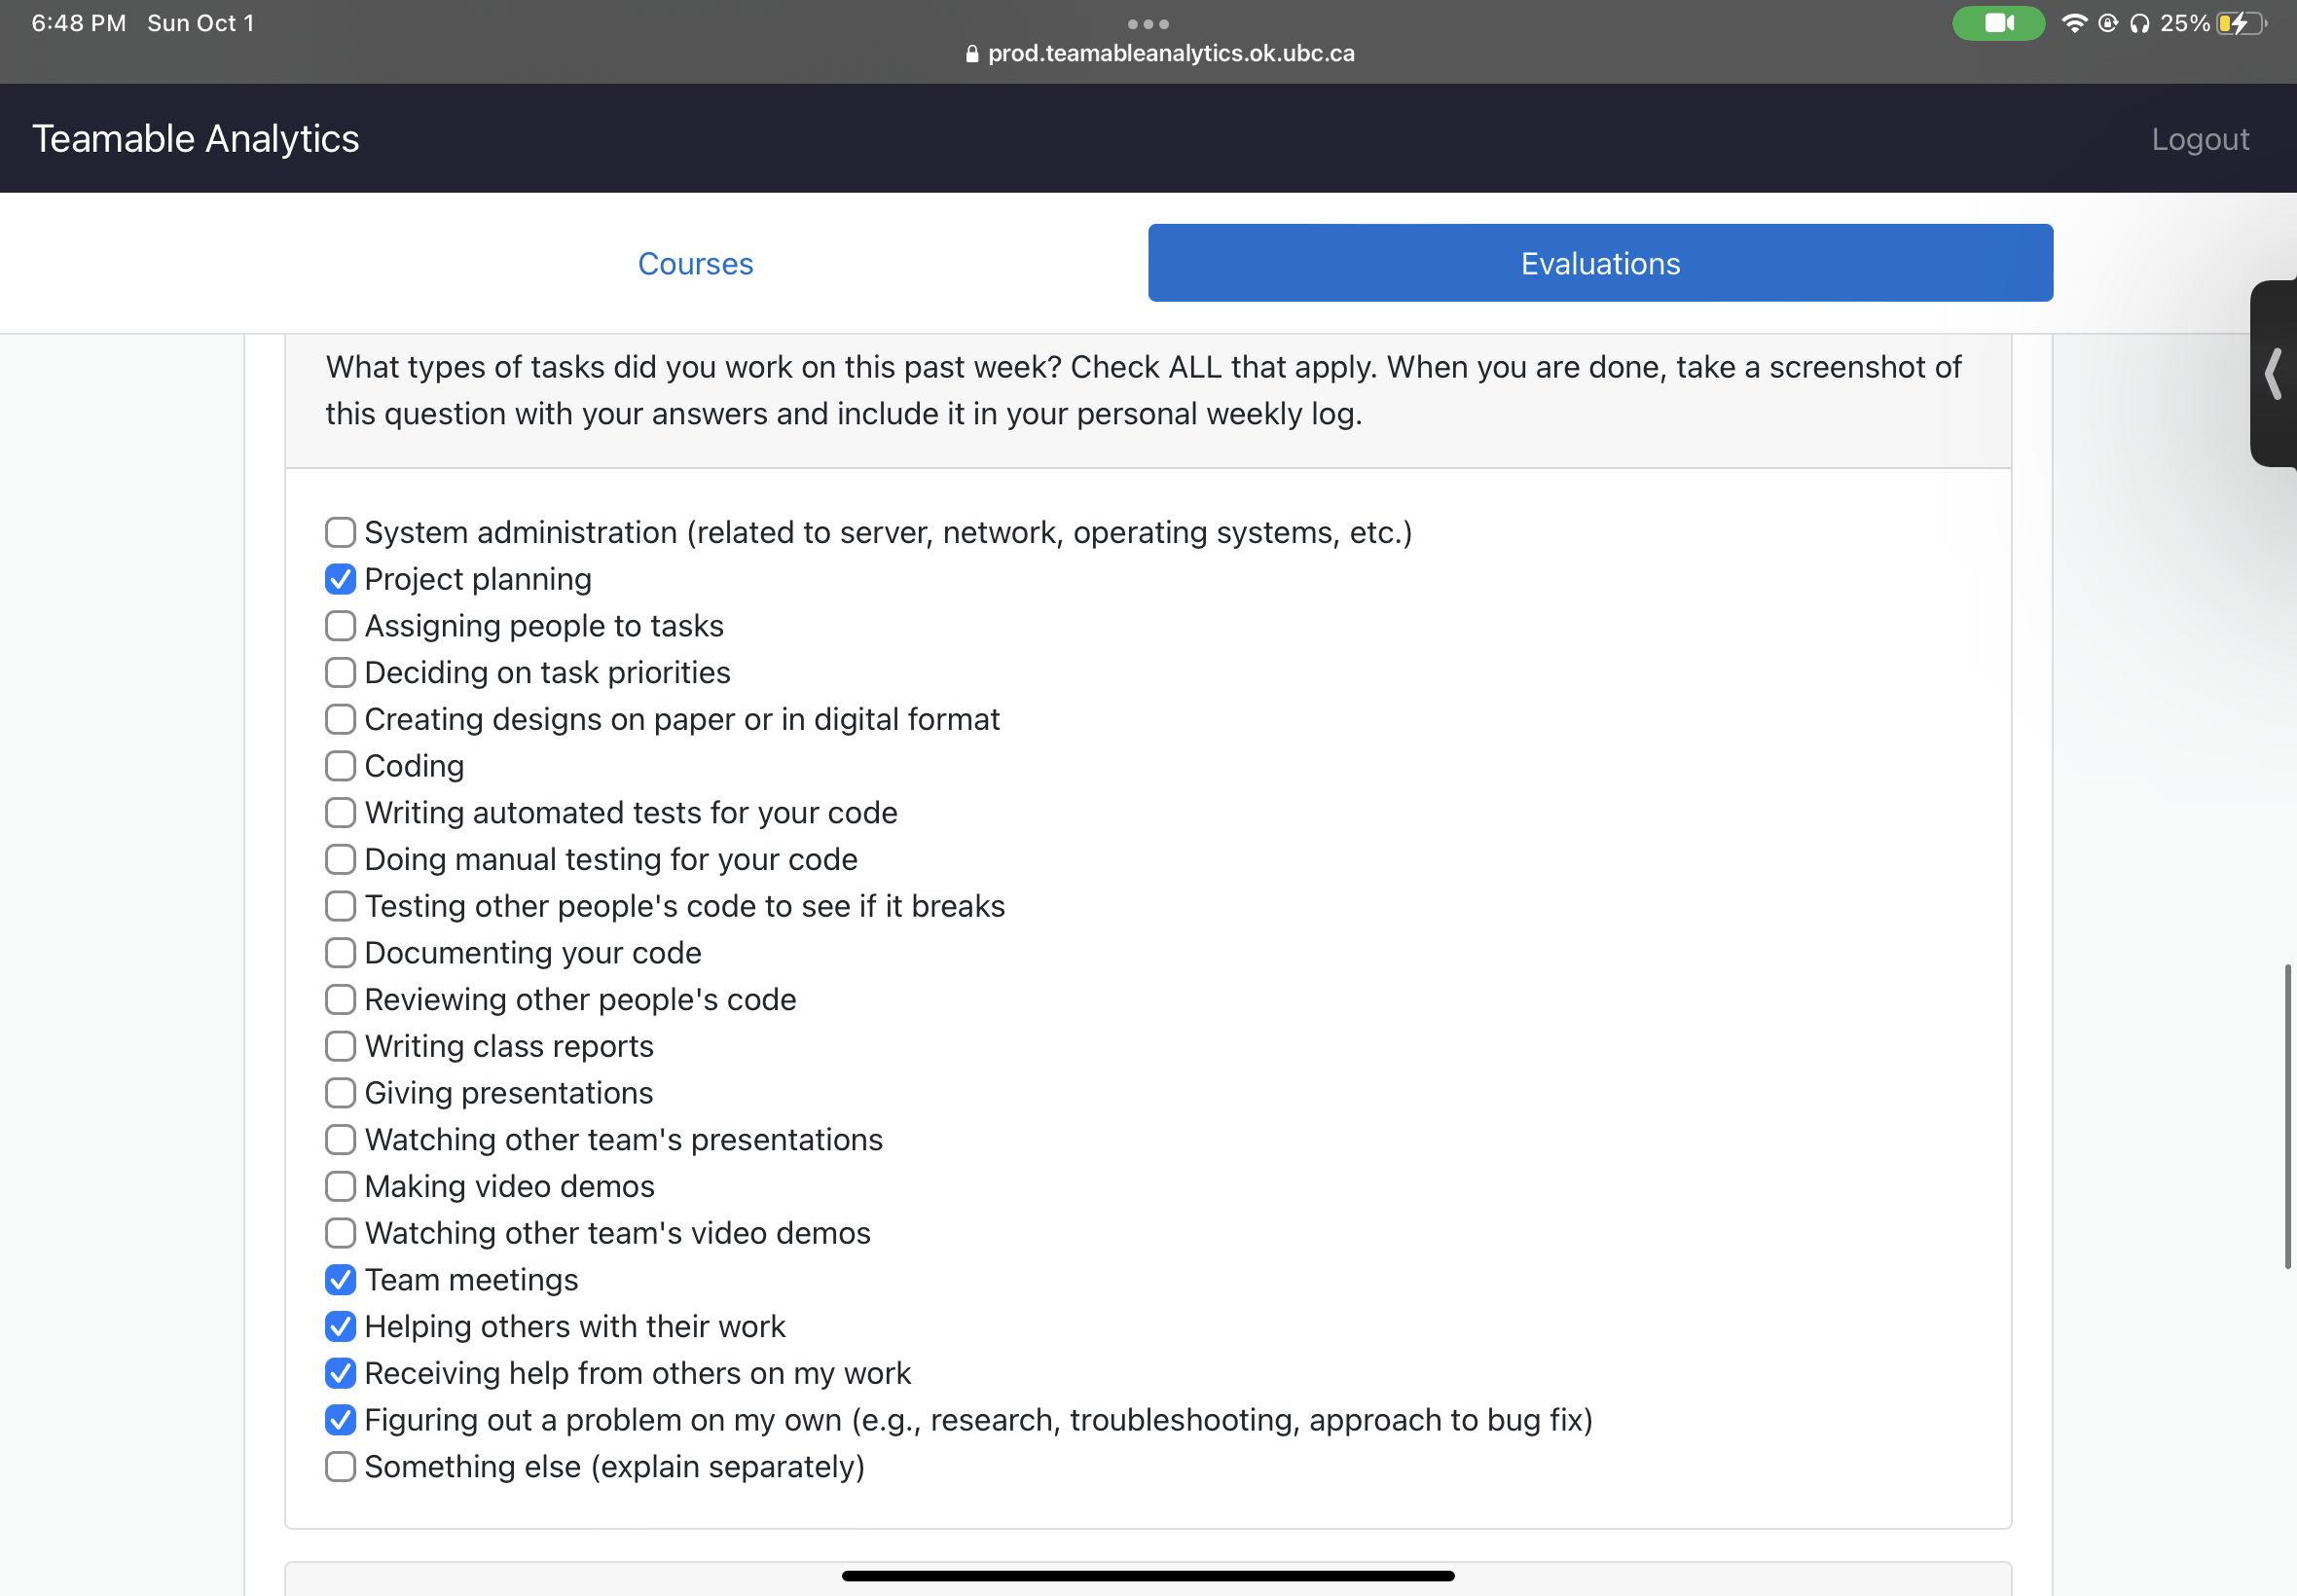 6:48 PM Sun Oct 1
25%
prod.teamableanalytics.ok.ubc.ca
Teamable Analytics
Logout
Courses
Evaluations
What types of tasks did you work on this past week? Check ALL that apply. When you are done, take a screenshot of
this question with your answers and include it in your personal weekly log.
System administration (related to server, network, operating systems, etc.)
Project planning
Assigning people to tasks
Deciding on task priorities
Creating designs on paper or in digital format
Coding
Writing automated tests for your code
Doing manual testing for your code
Testing other people's code to see if it breaks
Documenting your code
Reviewing other people's code
Writing class reports
Giving presentations
Watching other team's presentations
Making video demos
Watching other team's video demos
Team meetings
Helping others with their work
Receiving help from others on my work
Figuring out a problem on my own (e.g., research, troubleshooting, approach to bug fix)
Something else (explain separately)